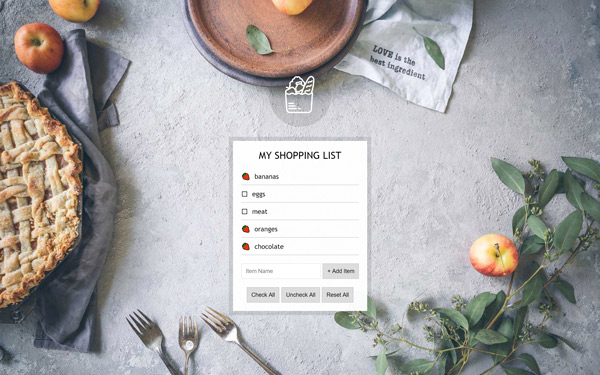 LOVE is the
best ingredient
MY SHOPPING LIST
bananas
eggs
meat
oranges
chocolate
Item Name
+ Add Item
Check All
Uncheck All
Reset All